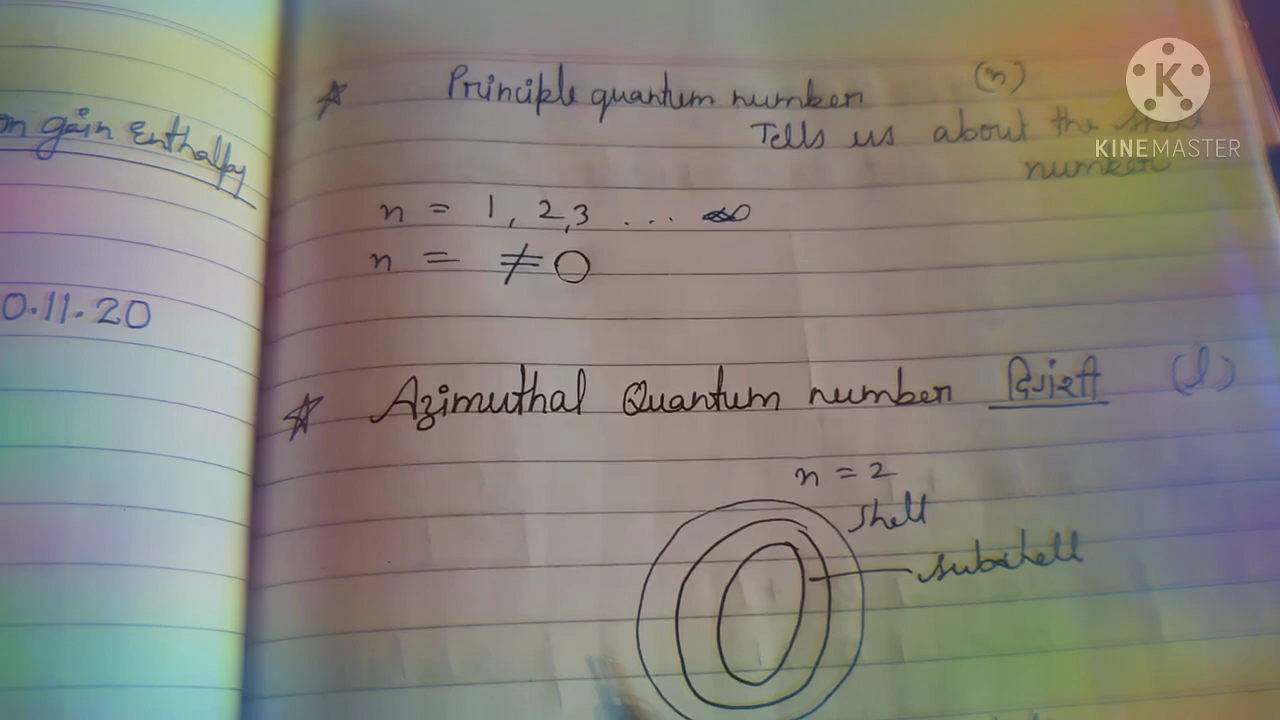 on gain Enthalpy
0.11.20
☆ Principle quantum number (n)
Tells us about the shell
number
n = 1, 2, 3 ... ∞
n = ≠ 0
☆ Azimuthal Quantum number (l)
n = 2
shell
subshell
K
KINEMASTER